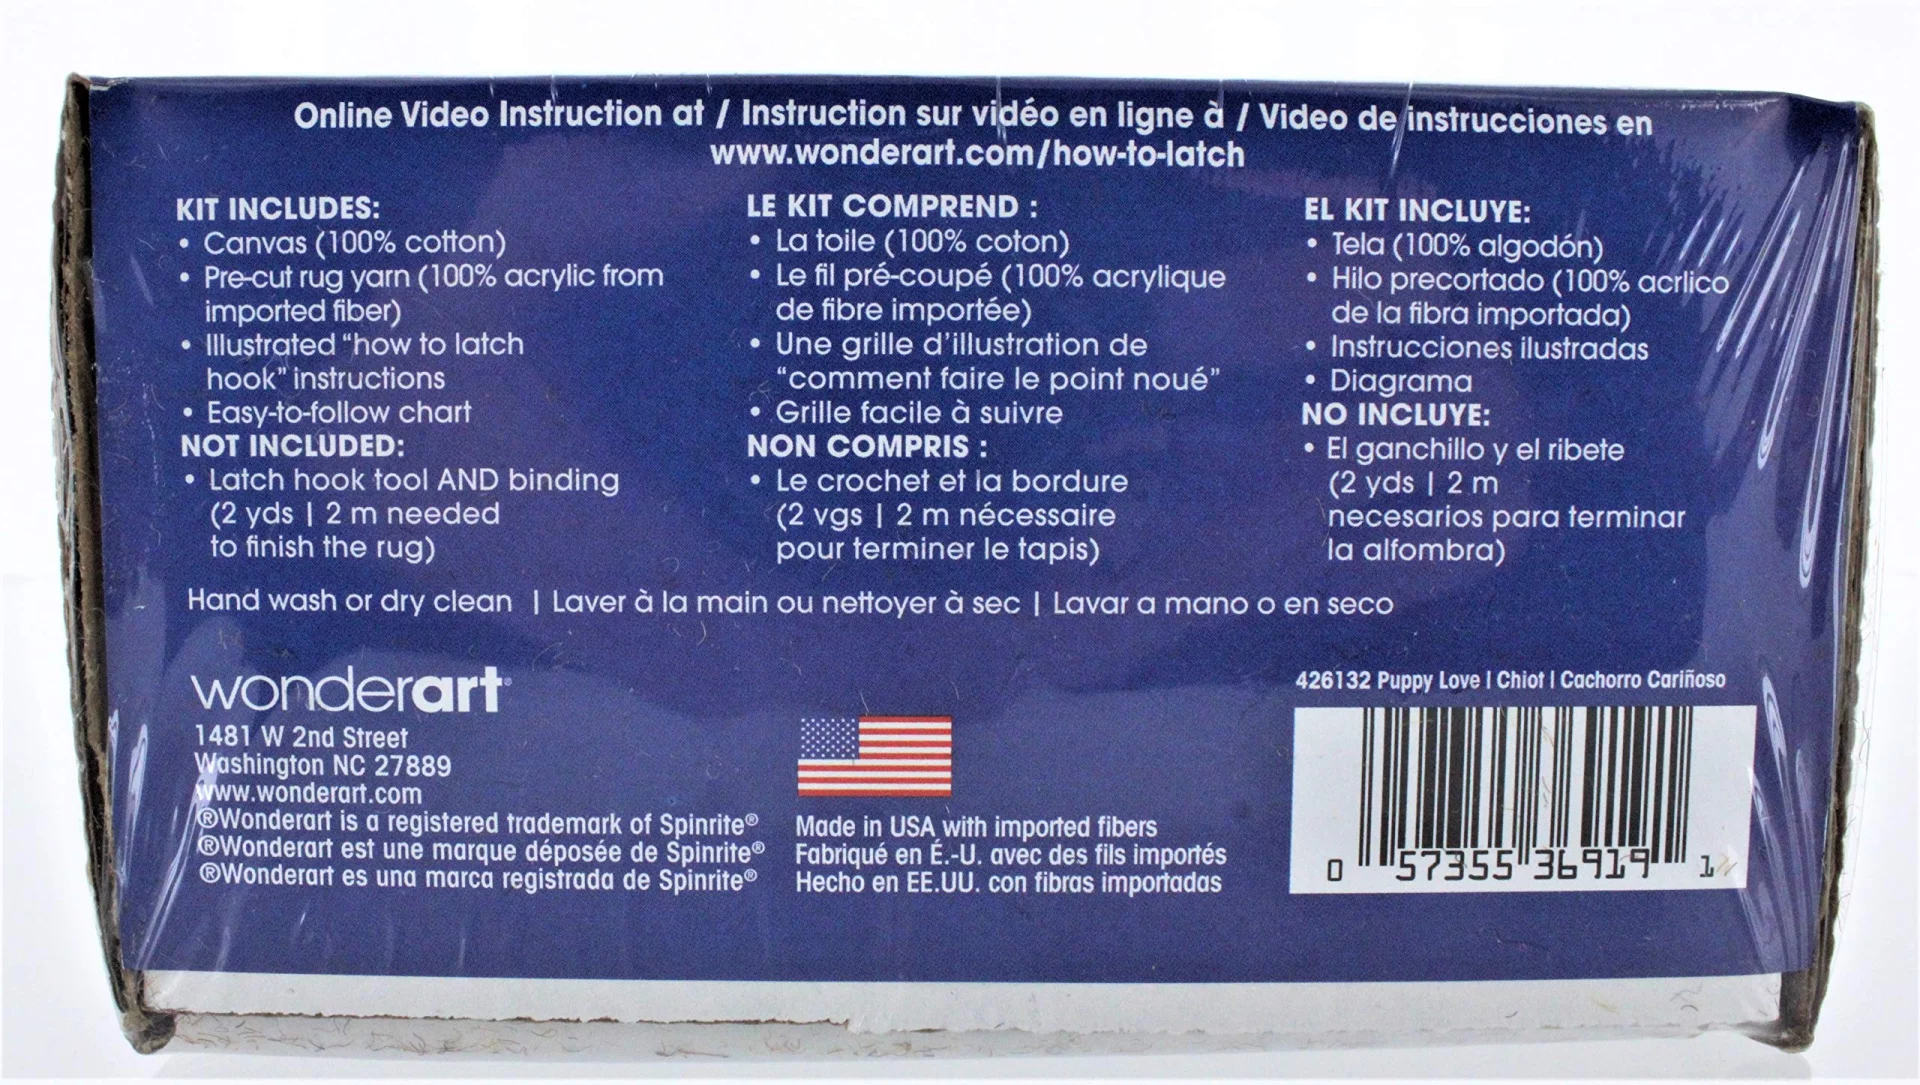 Online Video Instruction at / Instruction sur vidéo en ligne à / Video de instrucciones en
www.wonderart.com/how-to-latch
KIT INCLUDES:
• Canvas (100% cotton)
• Pre-cut rug yarn (100% acrylic from
imported fiber)
• Illustrated “how to latch
hook” instructions
• Easy-to-follow chart
NOT INCLUDED:
• Latch hook tool AND binding
(2 yds | 2 m needed
to finish the rug)
LE KIT COMPREND :
• La toile (100% coton)
• Le fil pré-coupé (100% acrylique
de fibre importée)
• Une grille d’illustration de
“comment faire le point noué”
• Grille facile à suivre
NON COMPRIS :
• Le crochet et la bordure
(2 vgs | 2 m nécessaire
pour terminer le tapis)
EL KIT INCLUYE:
• Tela (100% algodón)
• Hilo precortado (100% acrlico
de la fibra importada)
• Instrucciones ilustradas
• Diagrama
NO INCLUYE:
• El ganchillo y el ribete
(2 yds | 2 m
necesarios para terminar
la alfombra)
Hand wash or dry clean | Laver à la main ou nettoyer à sec | Lavar a mano o en seco
wonderart®
1481 W 2nd Street
Washington NC 27889
www.wonderart.com
®Wonderart is a registered trademark of Spinrite®
®Wonderart est une marque déposée de Spinrite®
®Wonderart es una marca registrada de Spinrite®
Made in USA with imported fibers
Fabriqué en É.-U. avec des fils importés
Hecho en EE.UU. con fibras importadas
426132 Puppy Love | Chiot | Cachorro Cariñoso
0 57355 36919 1